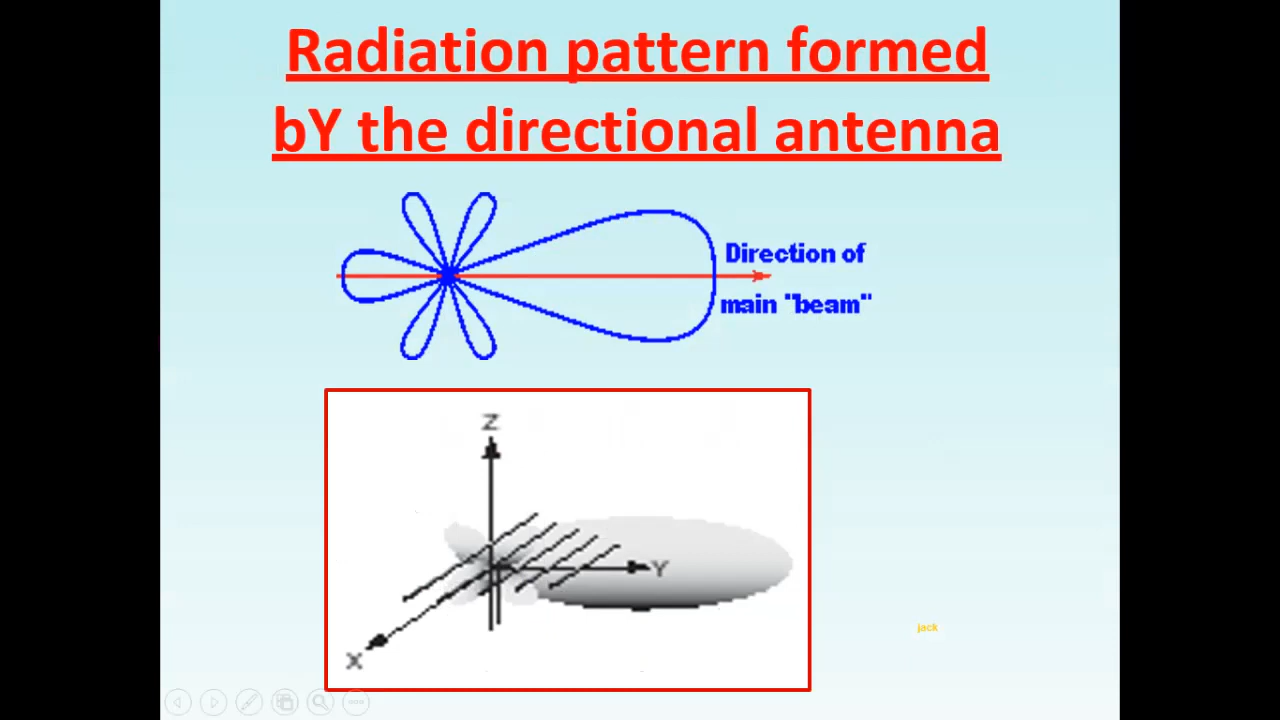 Radiation pattern formed
bY the directional antenna
Direction of
main "beam"
Z
Y
X
jack